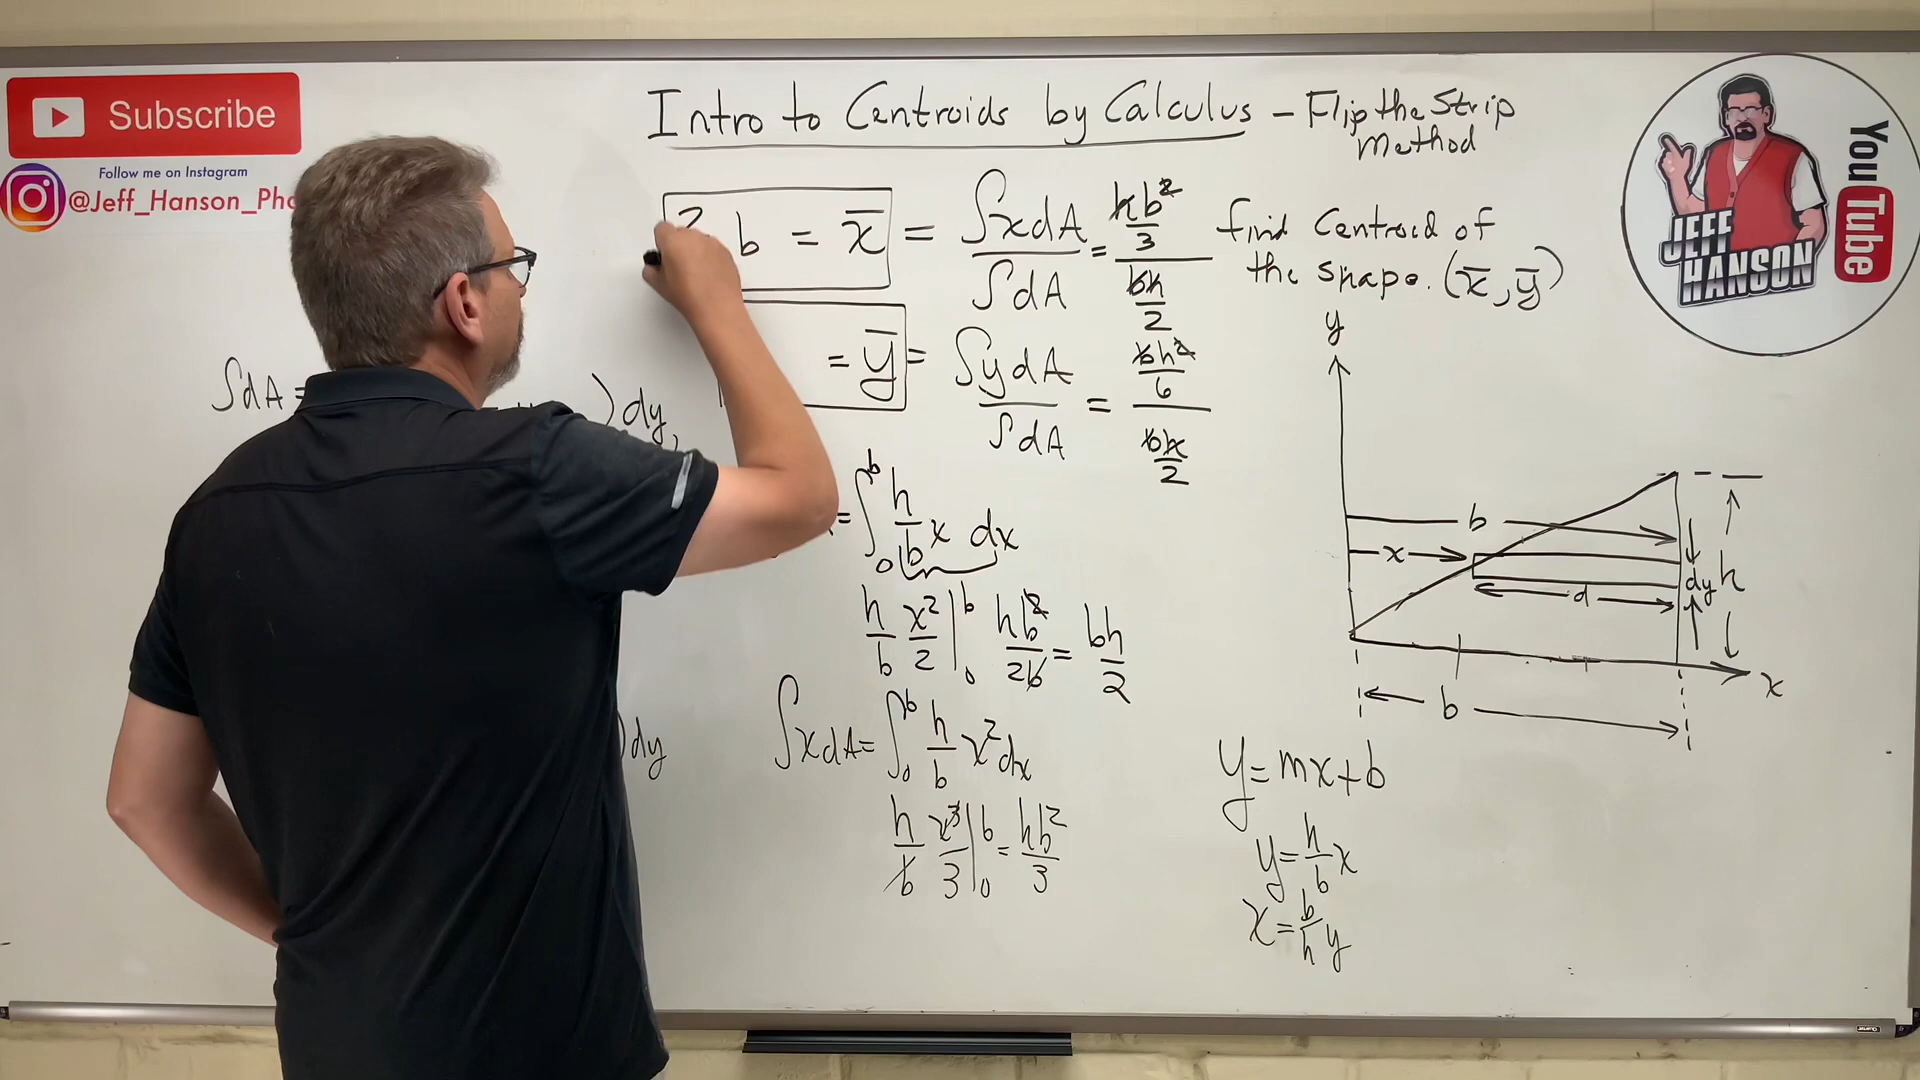 Subscribe
Follow me on Instagram
@Jeff_Hanson_Pho
Intro to Centroids by Calculus - Flip the Strip
Method
YouTube
JEFF
HANSON
2 b = x̄ = ∫xdA/∫dA = (hb²/3)/(bh/2)
find Centroid of
the shape. (x̄, ȳ)
= ȳ = ∫ydA/∫dA = (bh²/6)/(bh/2)
∫dA =
)dy
= ∫₀ᵇ h/b x dx
h/b x²/2 |₀ᵇ hb²/2b = bh/2
∫xdA = ∫₀ᵇ h/b x² dx
)dy
h/b x³/3 |₀ᵇ = hb²/3
y
b
x
d
dy
h
x
b
y = mx + b
y = h/b x
x = b/h y